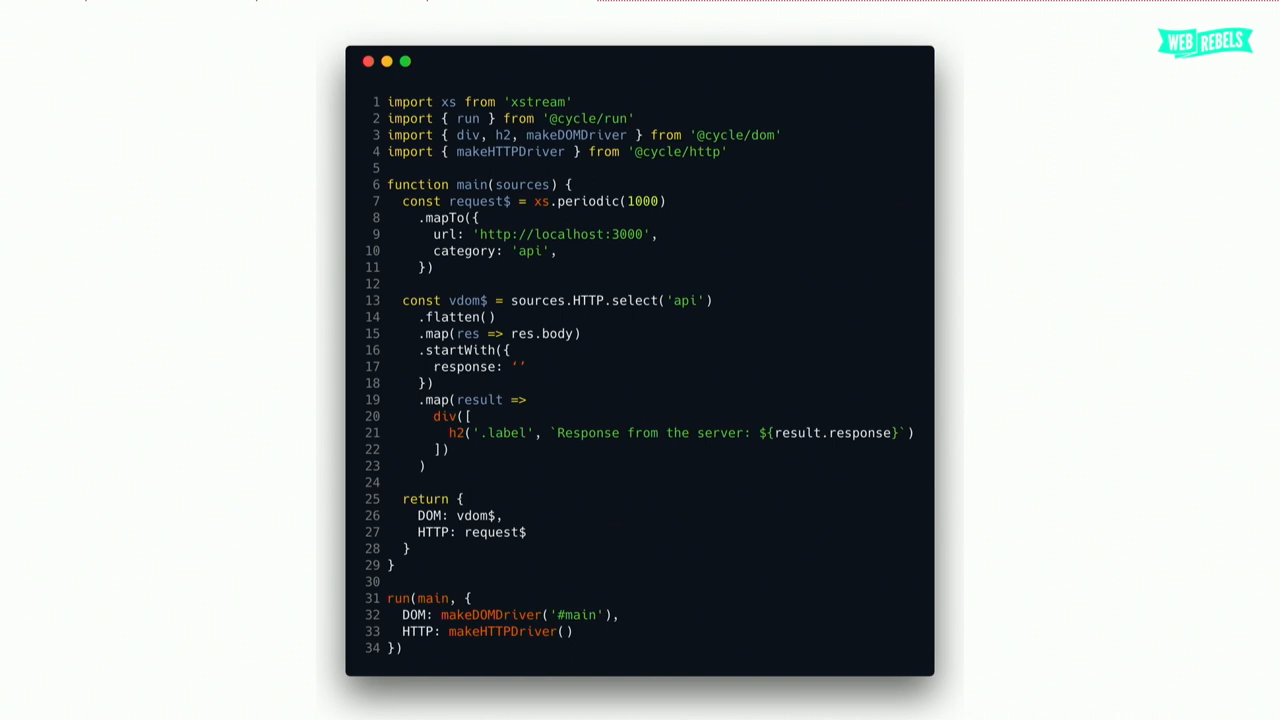 WEB REBELS
1 import xs from 'xstream'
2 import { run } from '@cycle/run'
3 import { div, h2, makeDOMDriver } from '@cycle/dom'
4 import { makeHTTPDriver } from '@cycle/http'
5
6 function main(sources) {
7   const request$ = xs.periodic(1000)
8     .mapTo({
9       url: 'http://localhost:3000',
10       category: 'api',
11     })
12
13   const vdom$ = sources.HTTP.select('api')
14     .flatten()
15     .map(res => res.body)
16     .startWith({
17       response: ‘’
18     })
19     .map(result =>
20       div([
21         h2('.label', `Response from the server: ${result.response}`)
22       ])
23     )
24
25   return {
26     DOM: vdom$,
27     HTTP: request$
28   }
29 }
30
31 run(main, {
32   DOM: makeDOMDriver('#main'),
33   HTTP: makeHTTPDriver()
34 })